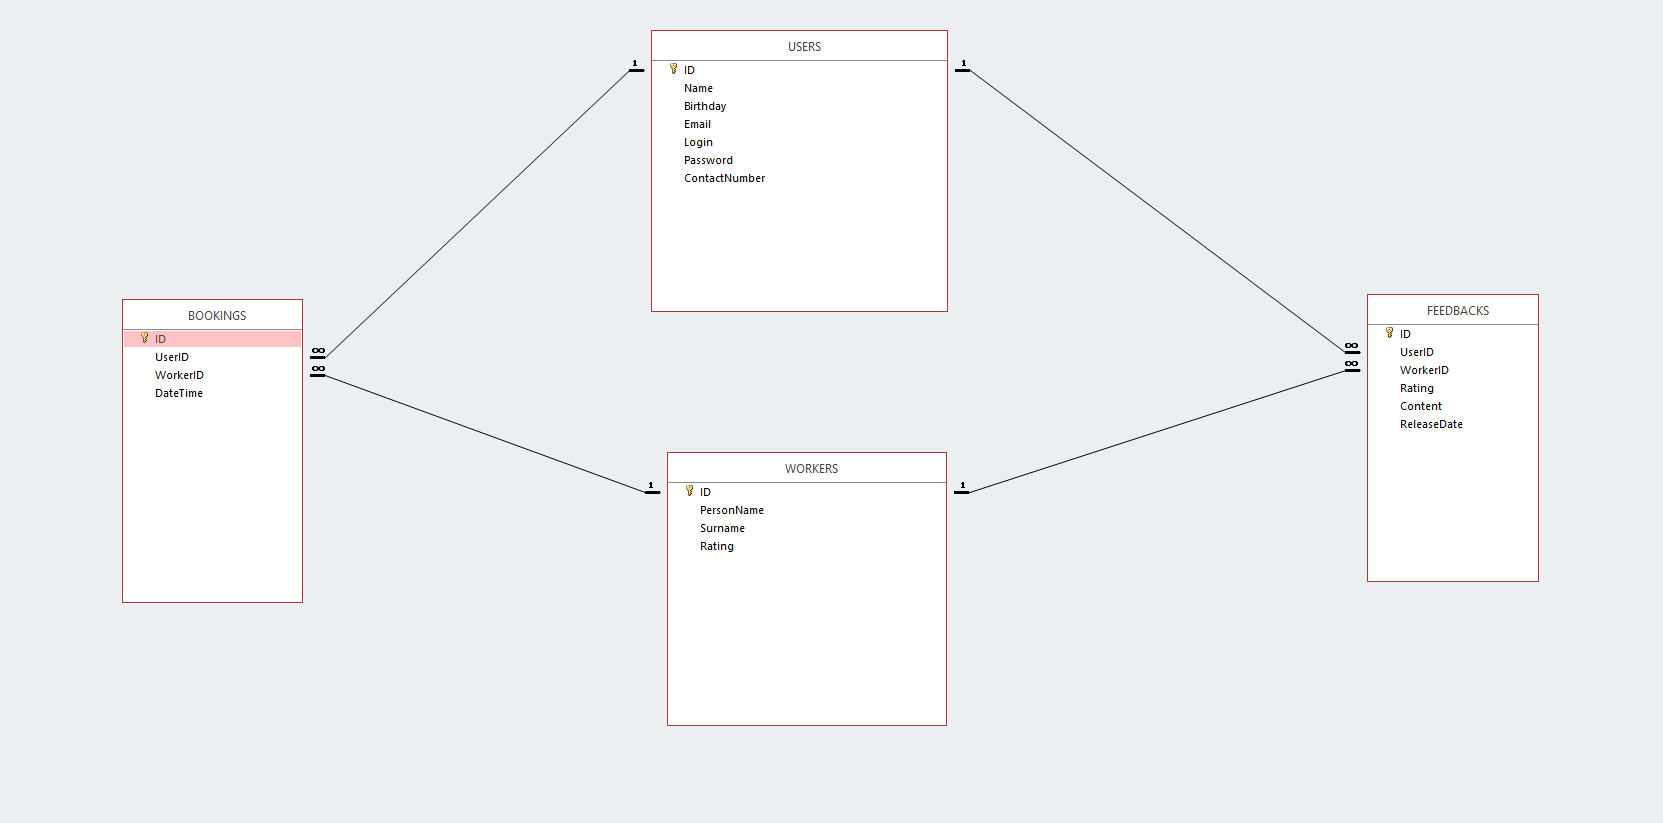 USERS
1
1
ID
Name
Birthday
Email
Login
Password
ContactNumber
BOOKINGS
ID
UserID
WorkerID
DateTime
∞
∞
FEEDBACKS
ID
UserID
WorkerID
Rating
Content
ReleaseDate
∞
∞
WORKERS
1
1
ID
PersonName
Surname
Rating